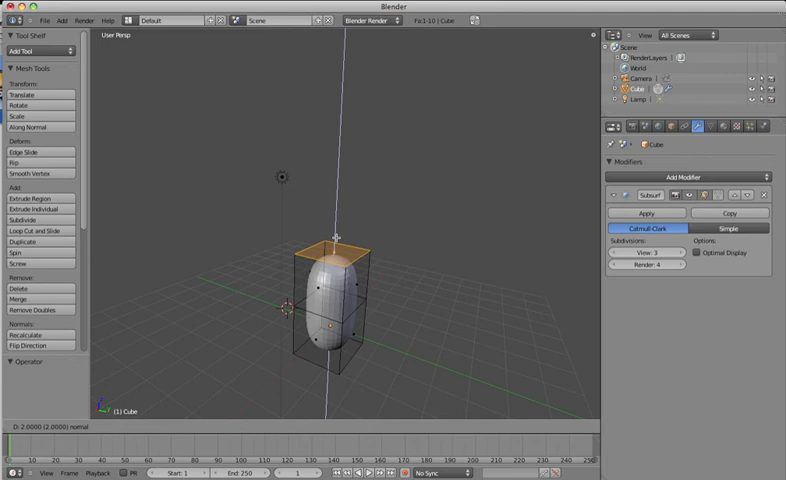 Blender
File Add Render Help Default Scene Blender Render Fa:1-10 | Cube
Tool Shelf
Add Tool
Mesh Tools
Transform:
Translate
Rotate
Scale
Along Normal
Deform:
Edge Slide
Rip
Smooth Vertex
Add:
Extrude Region
Extrude Individual
Subdivide
Loop Cut and Slide
Duplicate
Spin
Screw
Remove:
Delete
Merge
Remove Doubles
Normals:
Recalculate
Flip Direction
Operator
User Persp
(1) Cube
D: 2.0000 (2.0000) normal
0 10 20 30 40 50 60 70 80 90 100 110 120 130 140 150 160 170 180 190 200 210 220 230 240 250
View Frame Playback PR Start: 1 End: 250 1 No Sync
View All Scenes
Scene
RenderLayers
World
Camera
Cube
Lamp
Cube
Modifiers
Add Modifier
Subsurf
Apply Copy
Catmull-Clark Simple
Subdivisions: Options:
View: 3 Optimal Display
Render: 4